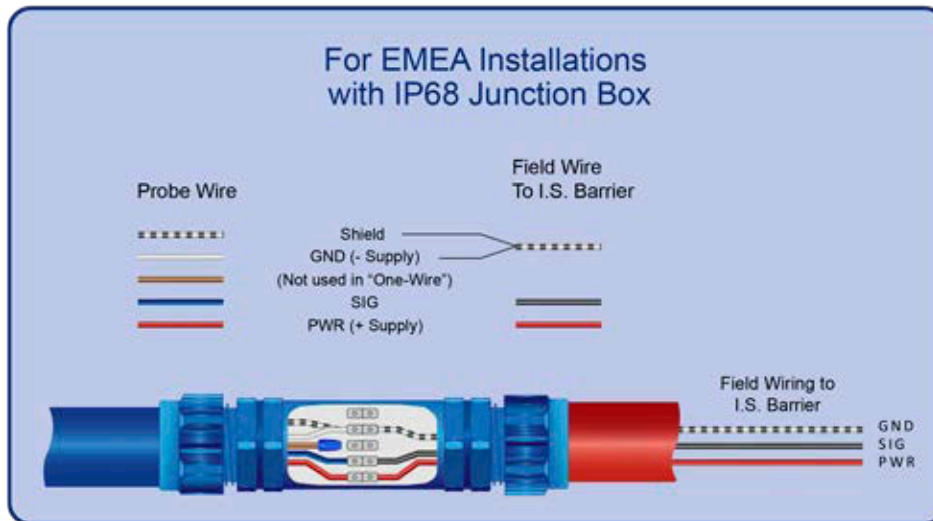 For EMEA Installations
with IP68 Junction Box
Probe Wire
Field Wire
To I.S. Barrier
Shield
GND (- Supply)
(Not used in “One-Wire”)
SIG
PWR (+ Supply)
Field Wiring to
I.S. Barrier
GND
SIG
PWR